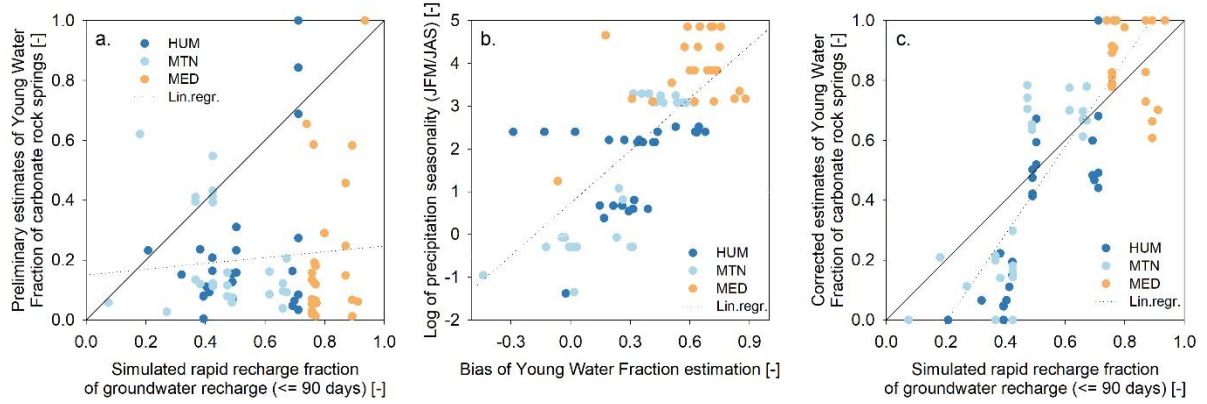 Preliminary estimates of Young Water
Fraction of carbonate rock springs [-]
1.0
0.8
0.6
0.4
0.2
0.0
a.
HUM
MTN
MED
Lin.regr.
0.0 0.2 0.4 0.6 0.8 1.0
Simulated rapid recharge fraction
of groundwater recharge (<= 90 days) [-]
Log of precipitation seasonality (JFM/JAS) [-]
5
4
3
2
1
-0
-1
-2
b.
HUM
MTN
MED
Lin.regr.
-0.3 0.0 0.3 0.6 0.9
Bias of Young Water Fraction estimation [-]
Corrected estimates of Young Water
Fraction of carbonate rock springs [-]
1.0
0.8
0.6
0.4
0.2
0.0
c.
HUM
MTN
MED
Lin.regr.
0.0 0.2 0.4 0.6 0.8 1.0
Simulated rapid recharge fraction
of groundwater recharge (<= 90 days) [-]